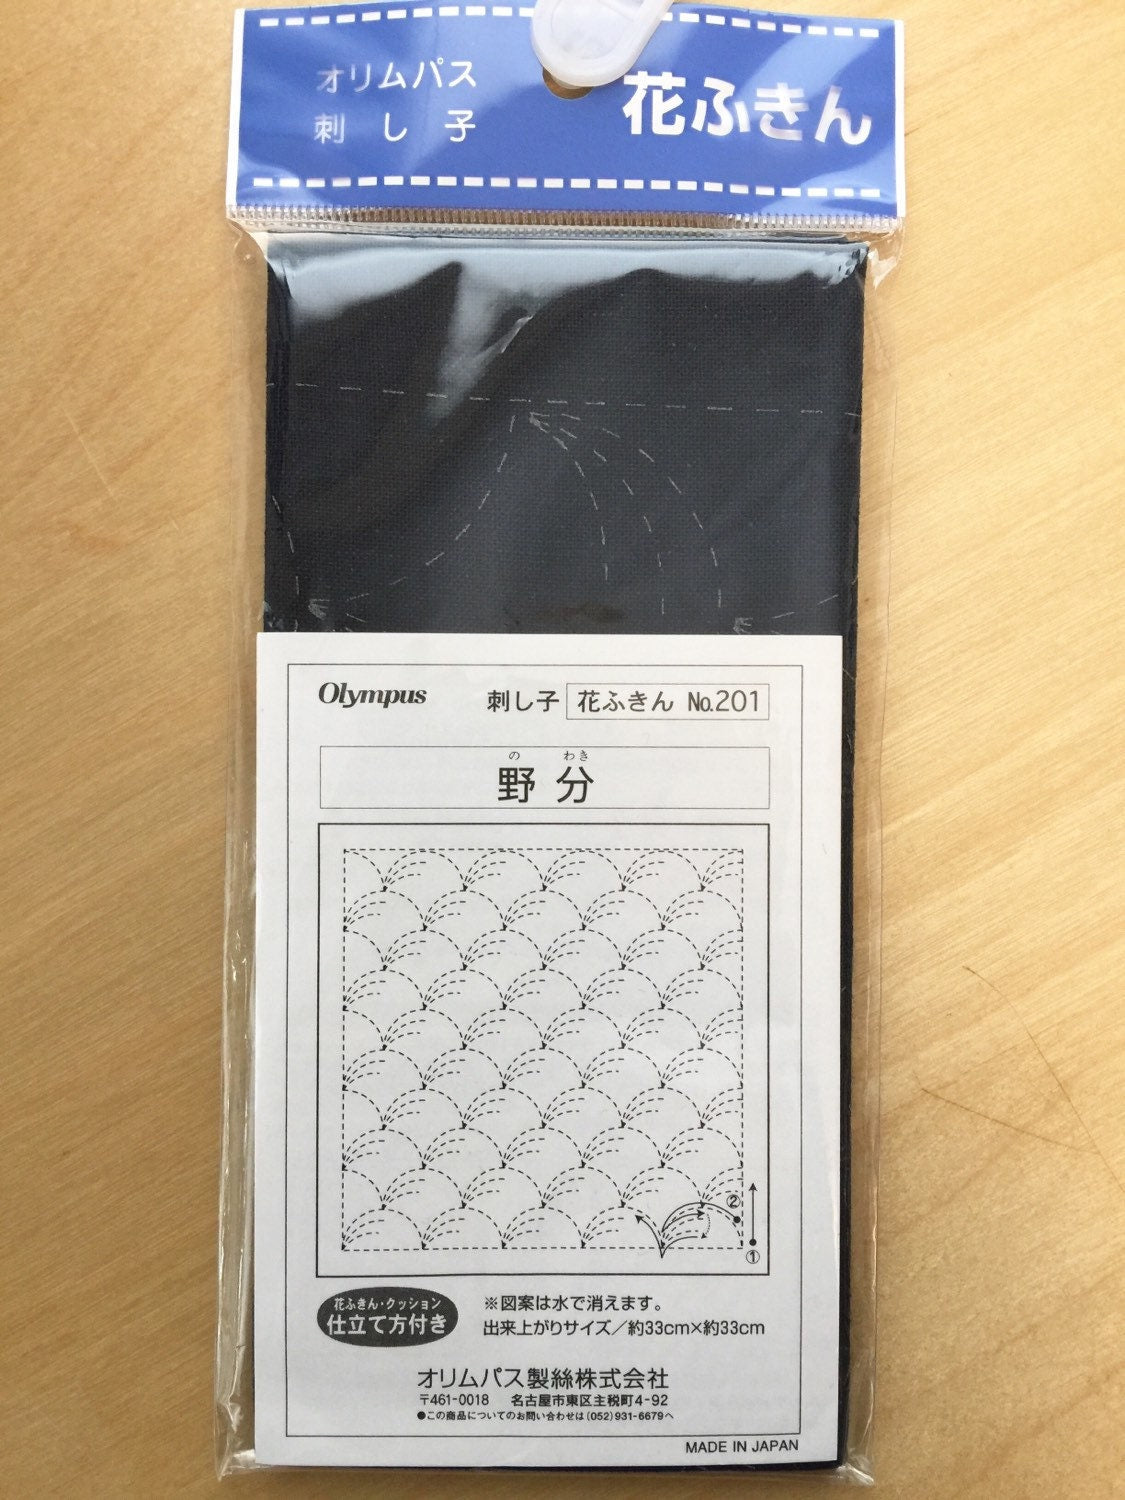 オリムパス
刺し子
花ふきん
Olympus 刺し子 花ふきん No.201
の わき
野分
②
①
花ふきん・クッション
仕立て方付き
※図案は水で消えます。
出来上がりサイズ／約33cm×約33cm
オリムパス製絲株式会社
〒461-0018 名古屋市東区主税町4-92
●この商品についてのお問い合わせは(052)931-6679へ
MADE IN JAPAN